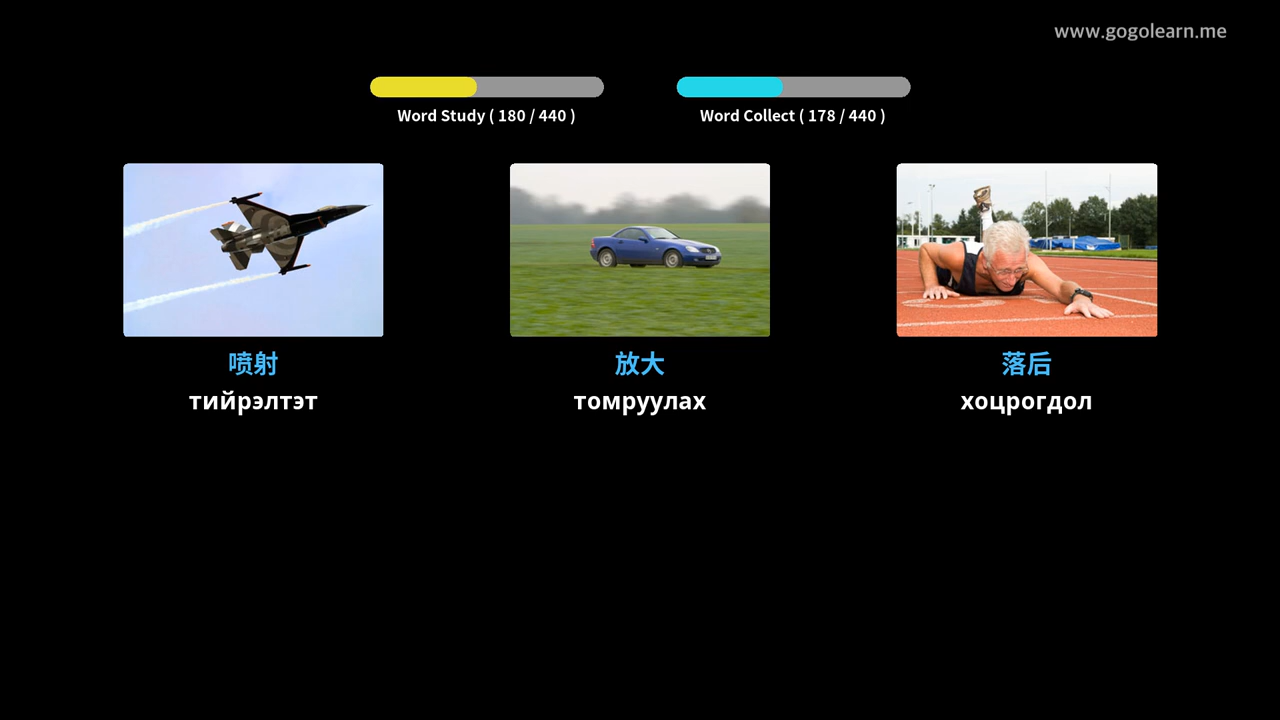 www.gogolearn.me
Word Study ( 180 / 440 )
Word Collect ( 178 / 440 )
喷射
放大
落后
тийрэлтэт
томруулах
хоцрогдол